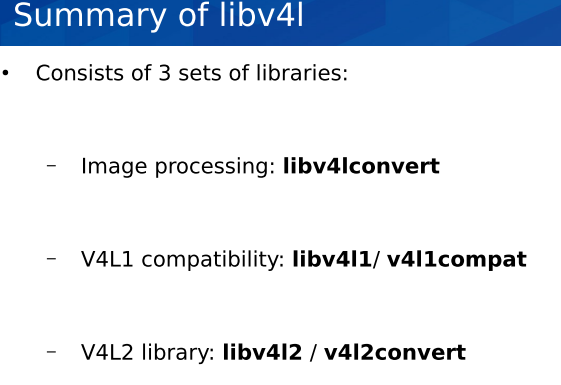 Summary of libv4l
• Consists of 3 sets of libraries:
– Image processing: libv4lconvert
– V4L1 compatibility: libv4l1/ v4l1compat
– V4L2 library: libv4l2 / v4l2convert